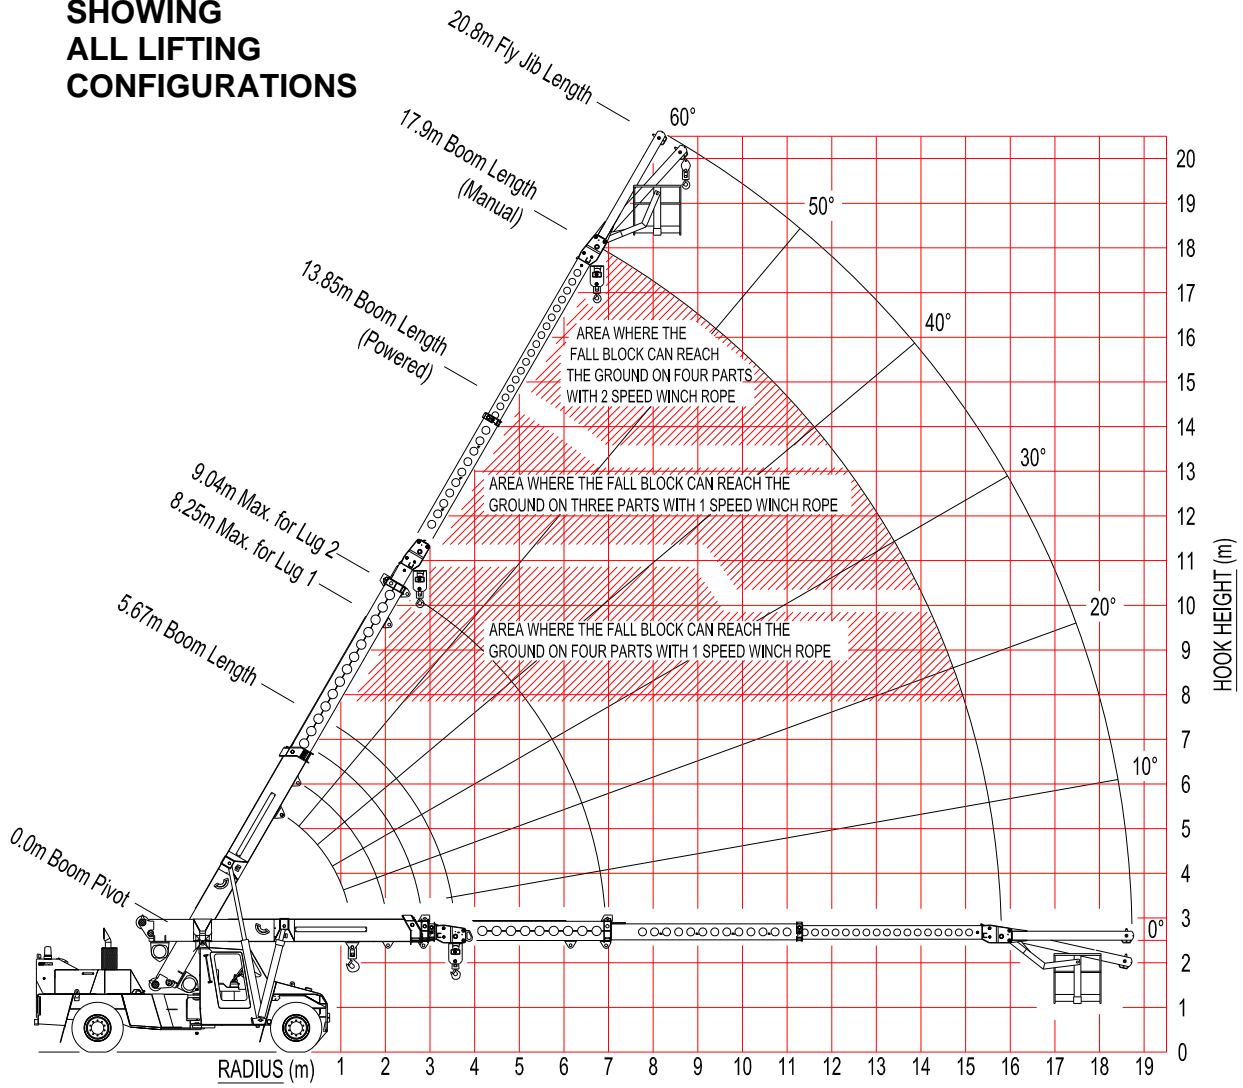 SHOWING
ALL LIFTING
CONFIGURATIONS
20.8m Fly Jib Length
17.9m Boom Length
(Manual)
13.85m Boom Length
(Powered)
9.04m Max. for Lug 2
8.25m Max. for Lug 1
5.67m Boom Length
0.0m Boom Pivot
60°
50°
40°
30°
20°
10°
0°
AREA WHERE THE
FALL BLOCK CAN REACH
THE GROUND ON FOUR PARTS
WITH 2 SPEED WINCH ROPE
AREA WHERE THE FALL BLOCK CAN REACH THE
GROUND ON THREE PARTS WITH 1 SPEED WINCH ROPE
AREA WHERE THE FALL BLOCK CAN REACH THE
GROUND ON FOUR PARTS WITH 1 SPEED WINCH ROPE
20
19
18
17
16
15
14
13
12
11
10
9
8
7
6
5
4
3
2
1
0
HOOK HEIGHT (m)
RADIUS (m) 1 2 3 4 5 6 7 8 9 10 11 12 13 14 15 16 17 18 19